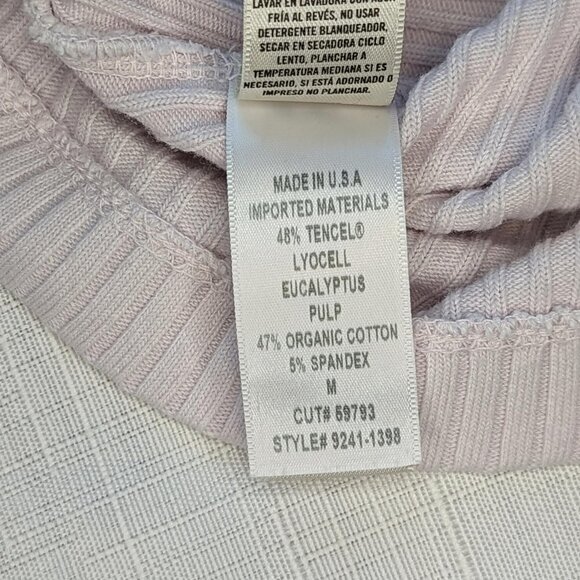 LAVAR EN LAVADORA CON AGUA
FRÍA AL REVÉS, NO USAR
DETERGENTE BLANQUEADOR,
SECAR EN SECADORA CICLO
LENTO, PLANCHAR A
TEMPERATURA MEDIANA SI ES
NECESARIO, SI ESTÁ ADORNADO O
IMPRESO NO PLANCHAR.
MADE IN U.S.A
IMPORTED MATERIALS
48% TENCEL®
LYOCELL
EUCALYPTUS
PULP
47% ORGANIC COTTON
5% SPANDEX
M
CUT# 59793
STYLE# 9241-1398